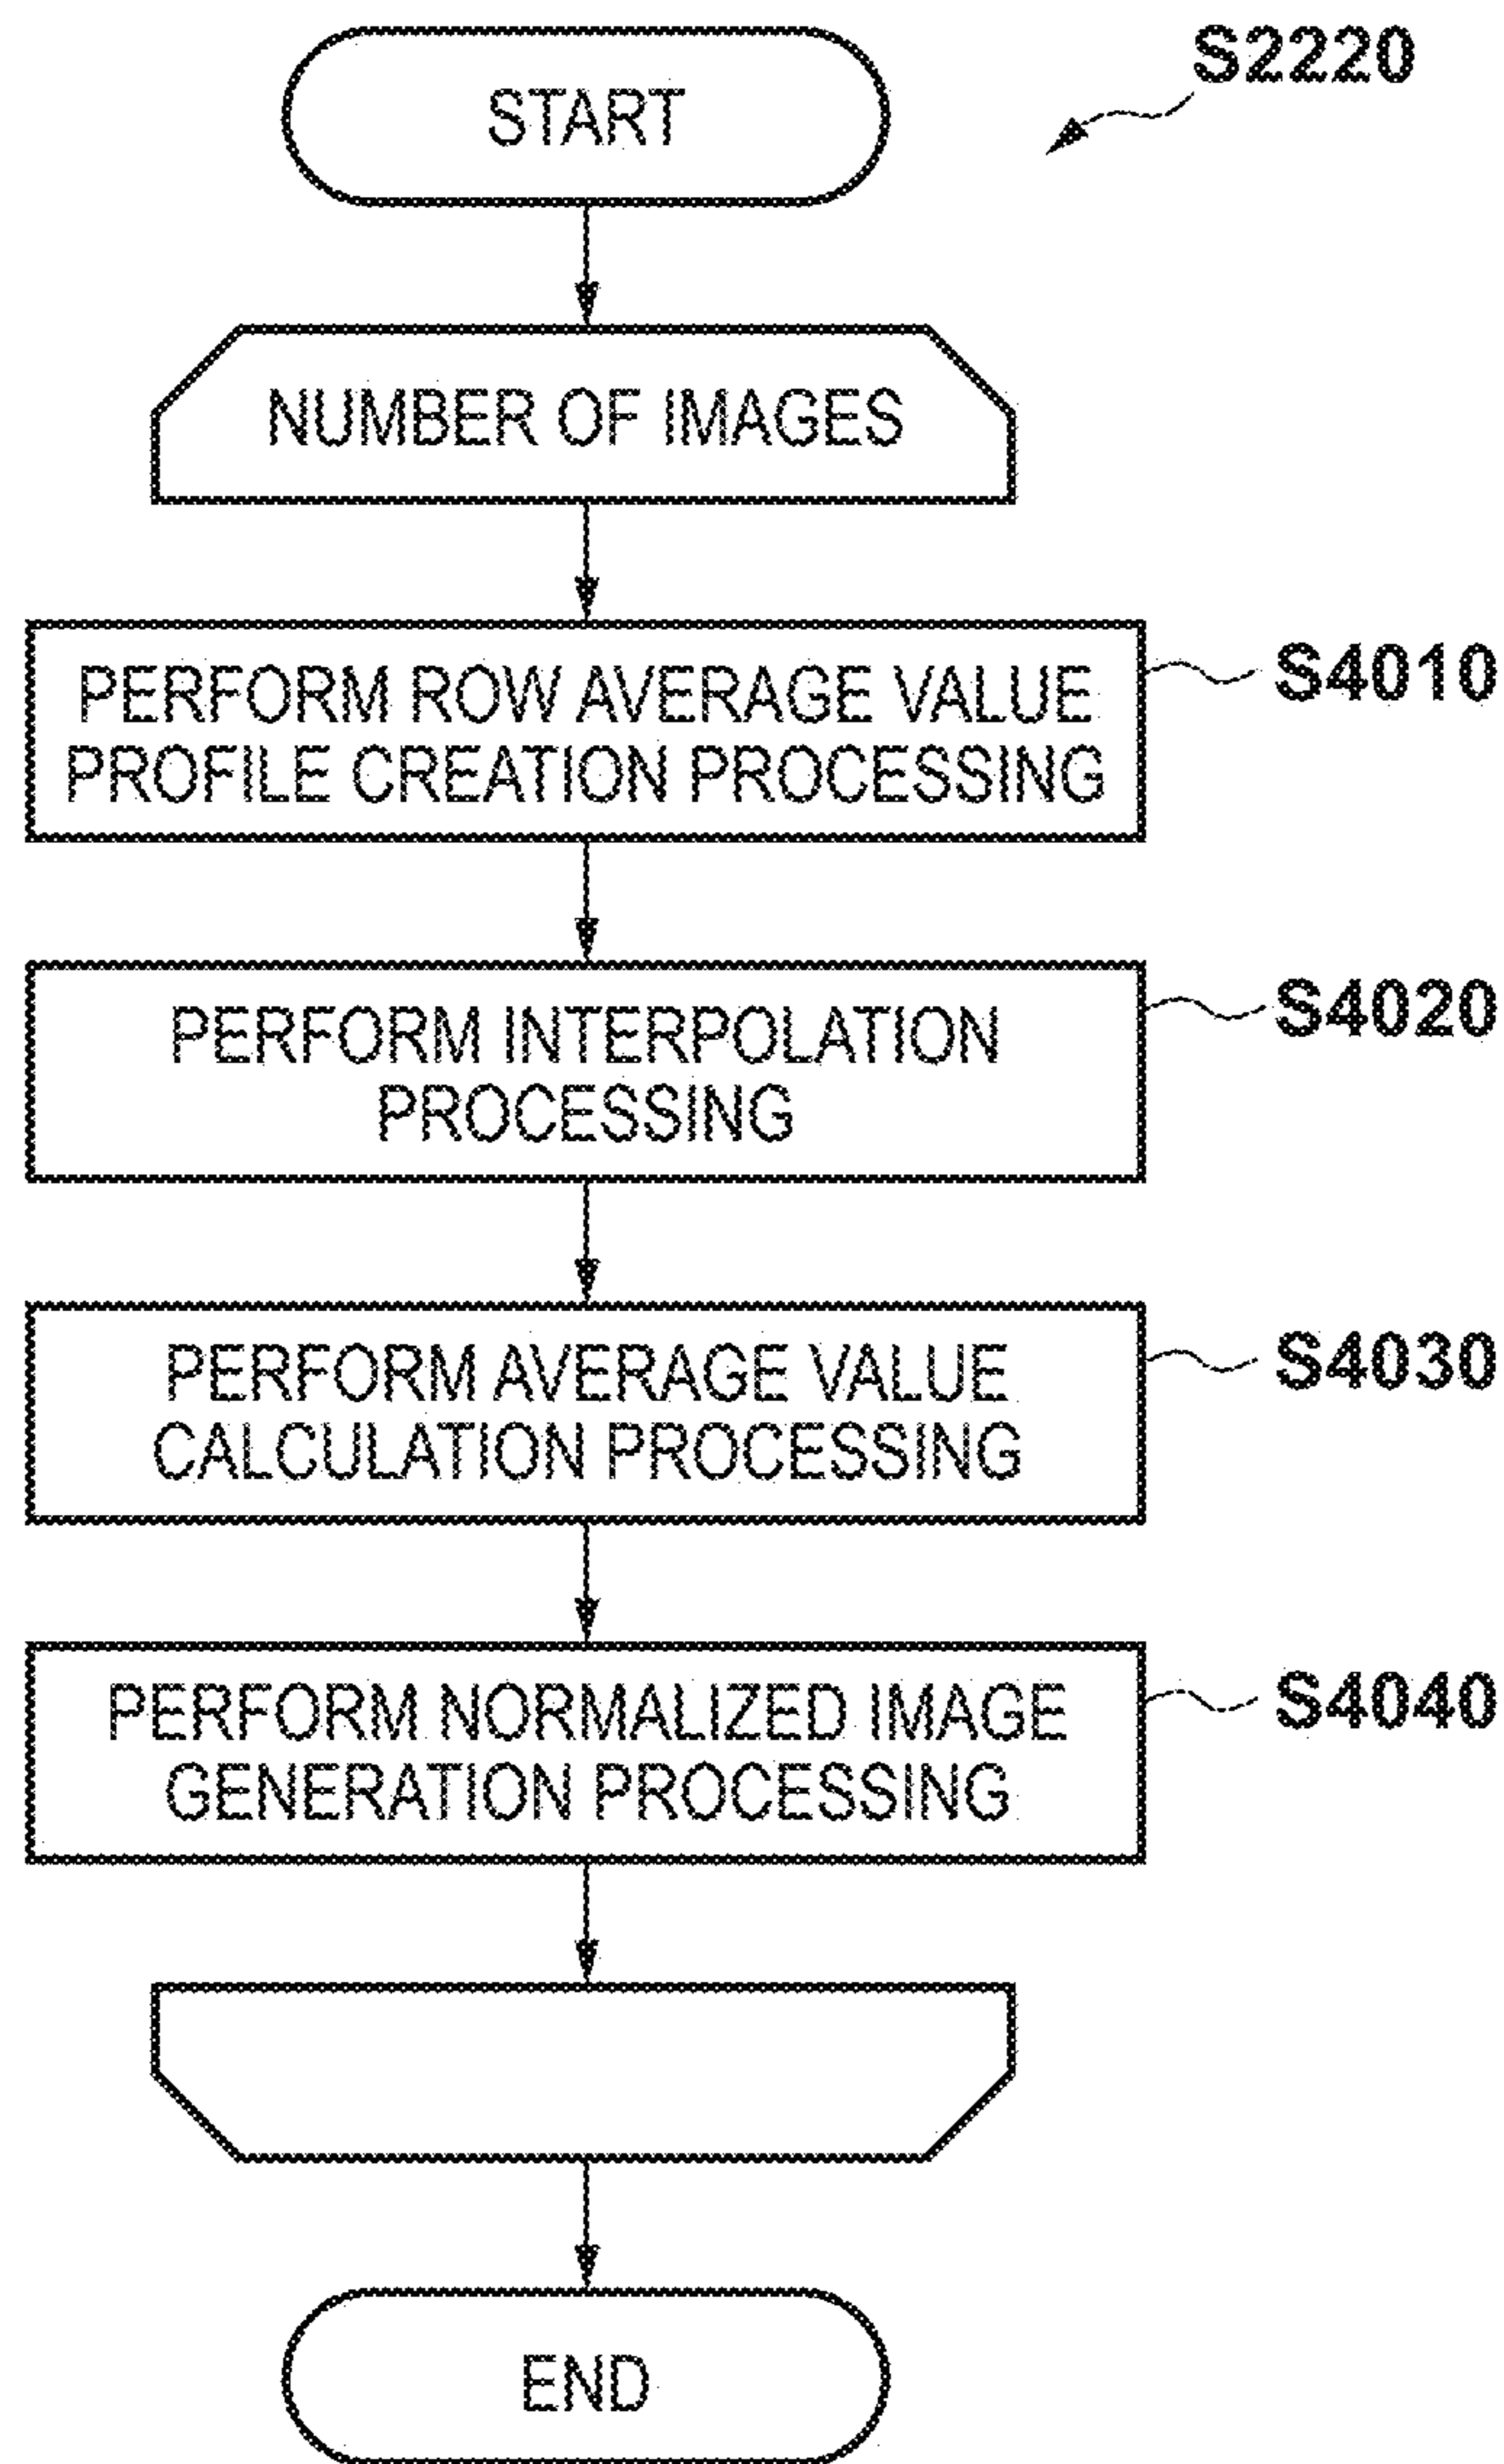 START
S2220
NUMBER OF IMAGES
PERFORM ROW AVERAGE VALUE
PROFILE CREATION PROCESSING
S4010
PERFORM INTERPOLATION
PROCESSING
S4020
PERFORM AVERAGE VALUE
CALCULATION PROCESSING
S4030
PERFORM NORMALIZED IMAGE
GENERATION PROCESSING
S4040
END